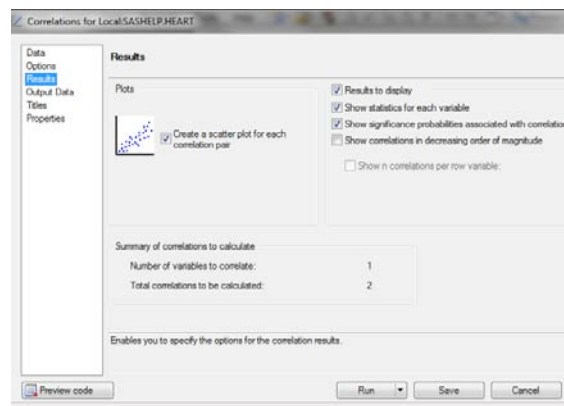 Correlations for Local:SASHELP.HEART
Data
Options
Results
Output Data
Titles
Properties
Results
Plots
Create a scatter plot for each
correlation pair
Results to display
Show statistics for each variable
Show significance probabilities associated with correlatio
Show correlations in decreasing order of magnitude
Show n correlations per row variable:
Summary of correlations to calculate
Number of variables to correlate: 1
Total correlations to be calculated: 2
Enables you to specify the options for the correlation results.
Preview code
Run
Save
Cancel